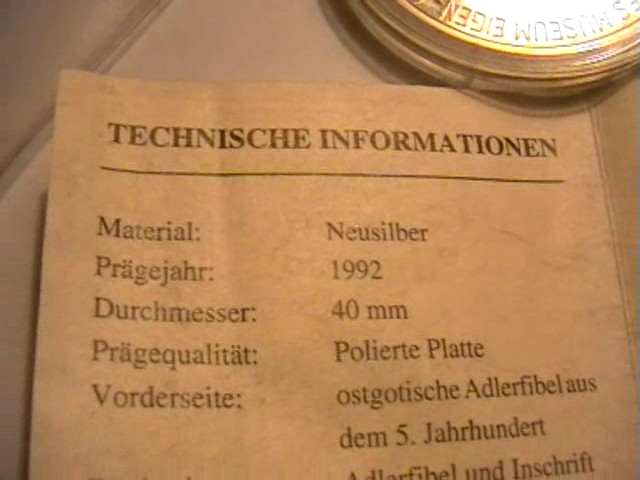 S MUSEUM EIGEN
TECHNISCHE INFORMATIONEN
Material: Neusilber
Prägejahr: 1992
Durchmesser: 40 mm
Prägequalität: Polierte Platte
Vorderseite: ostgotische Adlerfibel aus
dem 5. Jahrhundert
Adlerfibel und Inschrift